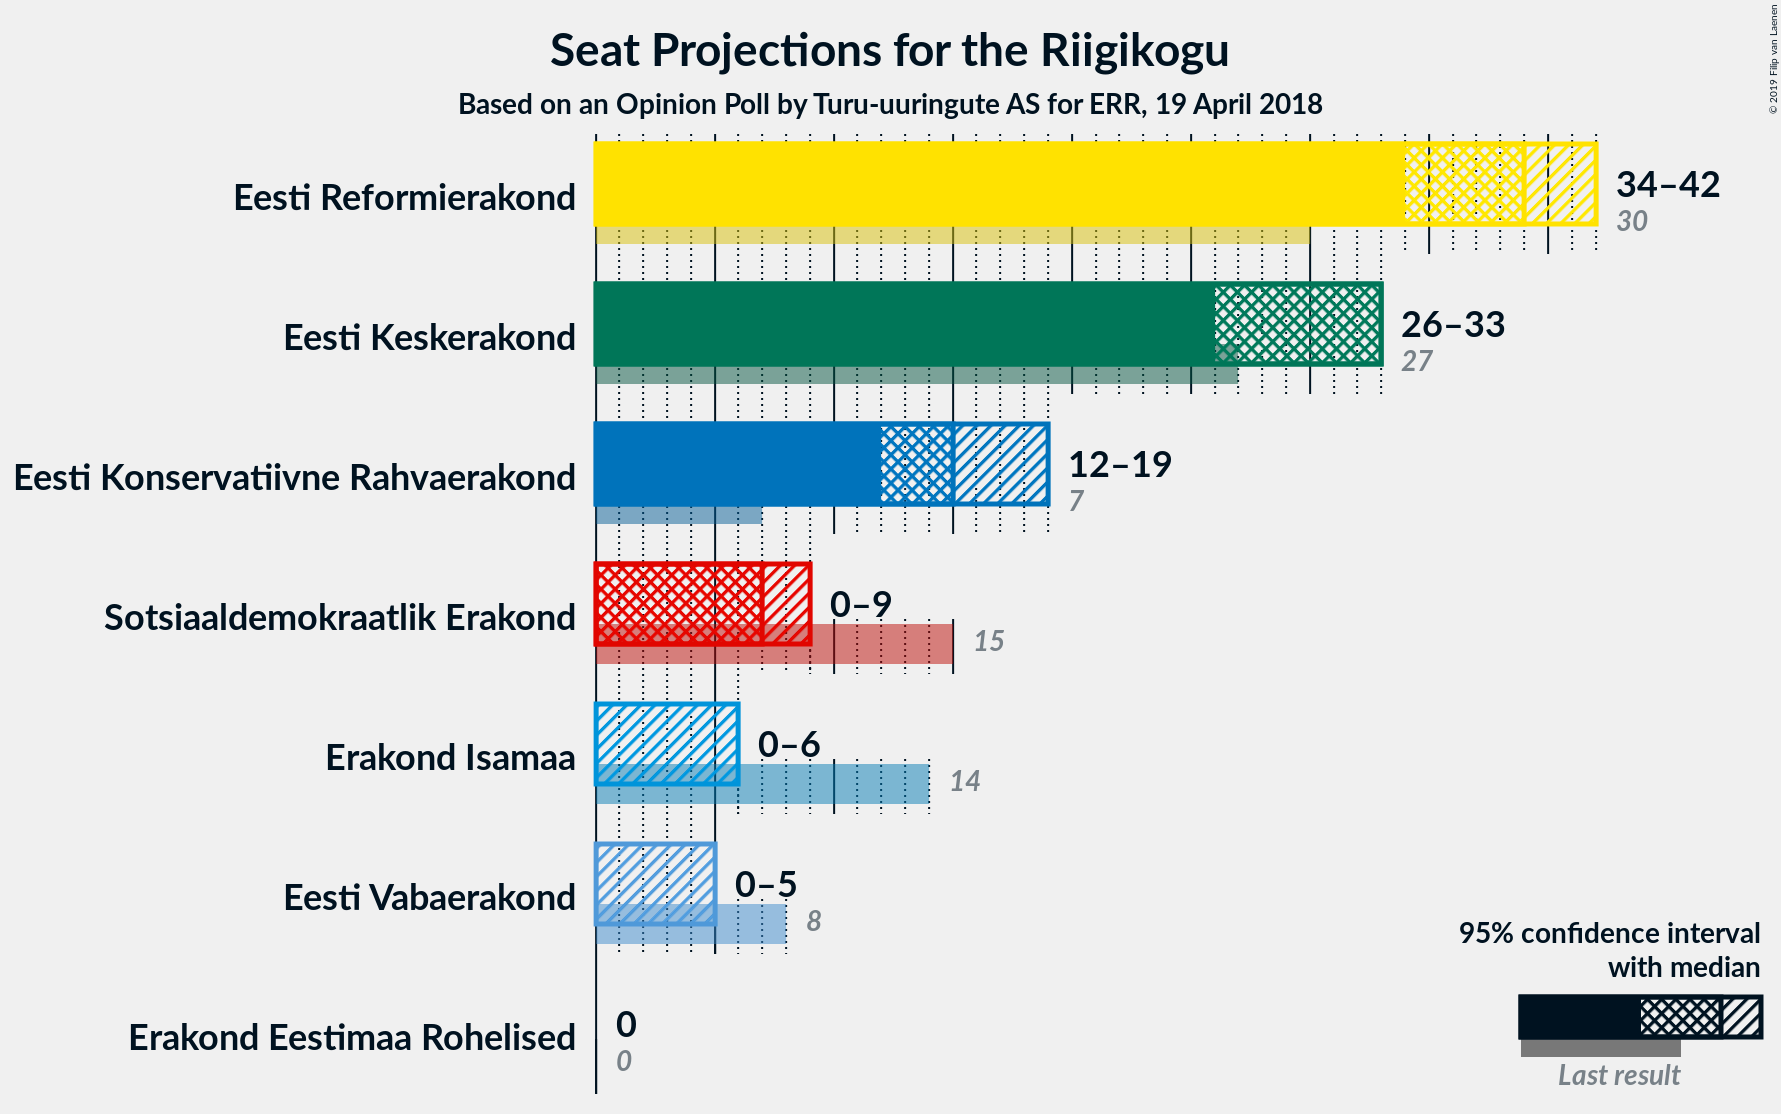 Seat Projections for the Riigikogu
Based on an Opinion Poll by Turu-uuringute AS for ERR, 19 April 2018
© 2019 Filip van Laenen
Eesti Reformierakond
34–42
30
Eesti Keskerakond
26–33
27
Eesti Konservatiivne Rahvaerakond
12–19
7
Sotsiaaldemokraatlik Erakond
0–9
15
Erakond Isamaa
0–6
14
Eesti Vabaerakond
0–5
8
Erakond Eestimaa Rohelised
0
0
95% confidence interval
with median
Last result